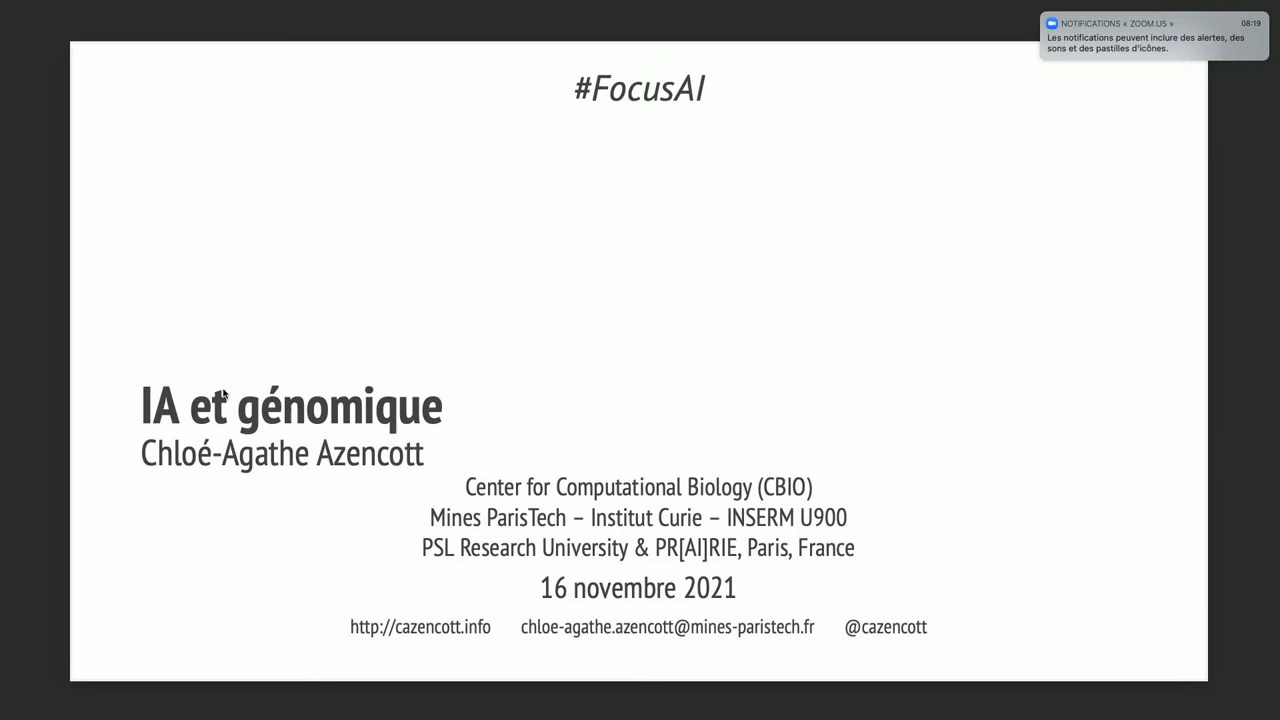 NOTIFICATIONS « ZOOM.US » 08:19
Les notifications peuvent inclure des alertes, des
sons et des pastilles d'icônes.
#FocusAI
IA et génomique
Chloé-Agathe Azencott
Center for Computational Biology (CBIO)
Mines ParisTech – Institut Curie – INSERM U900
PSL Research University & PR[AI]RIE, Paris, France
16 novembre 2021
http://cazencott.info chloe-agathe.azencott@mines-paristech.fr @cazencott